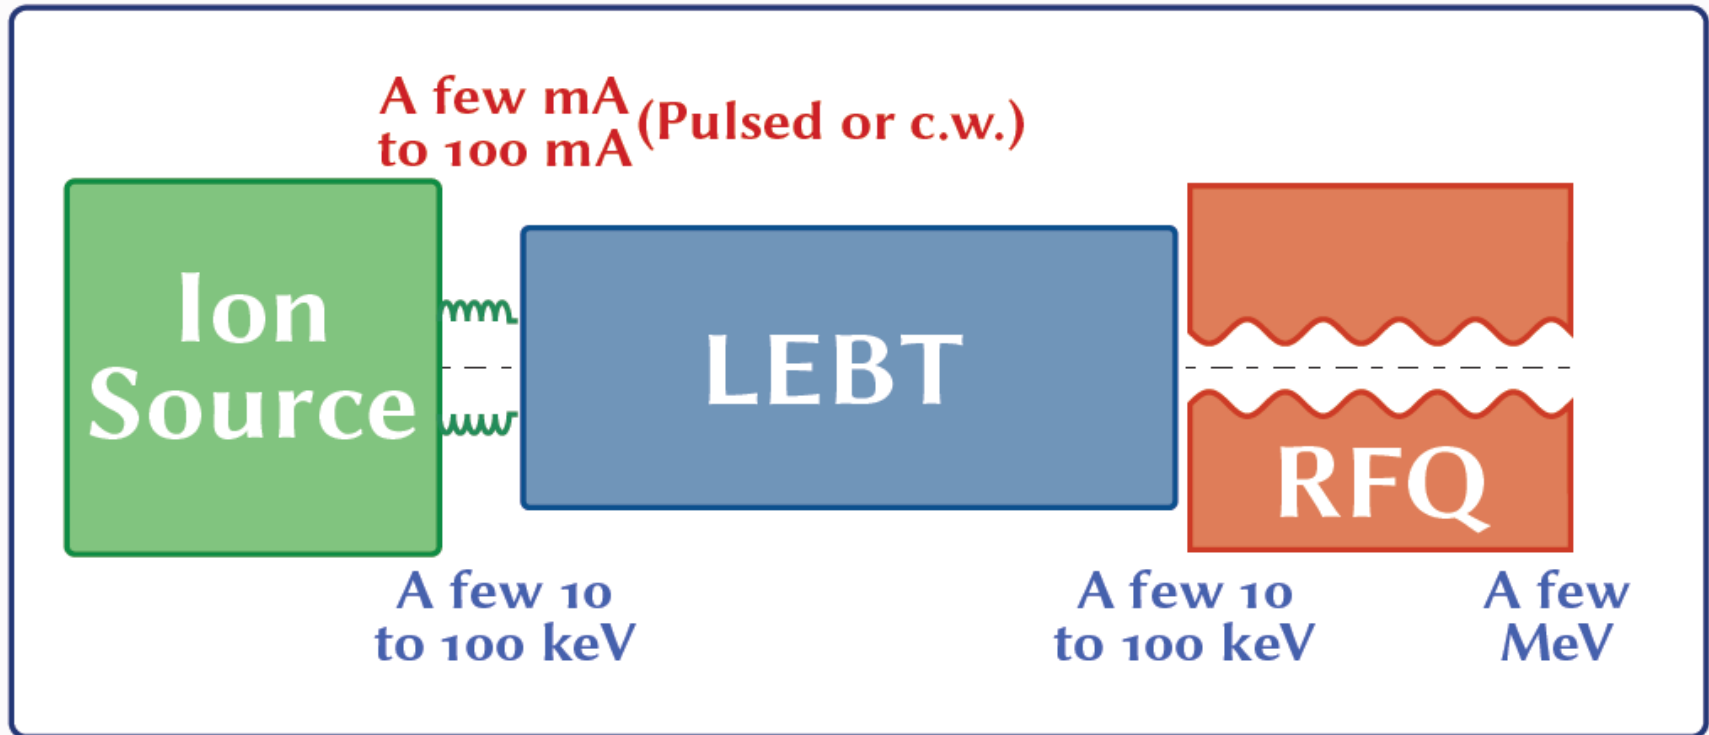 A few mA
to 100 mA
(Pulsed or c.w.)
Ion
Source
LEBT
RFQ
A few 10
to 100 keV
A few 10
to 100 keV
A few
MeV